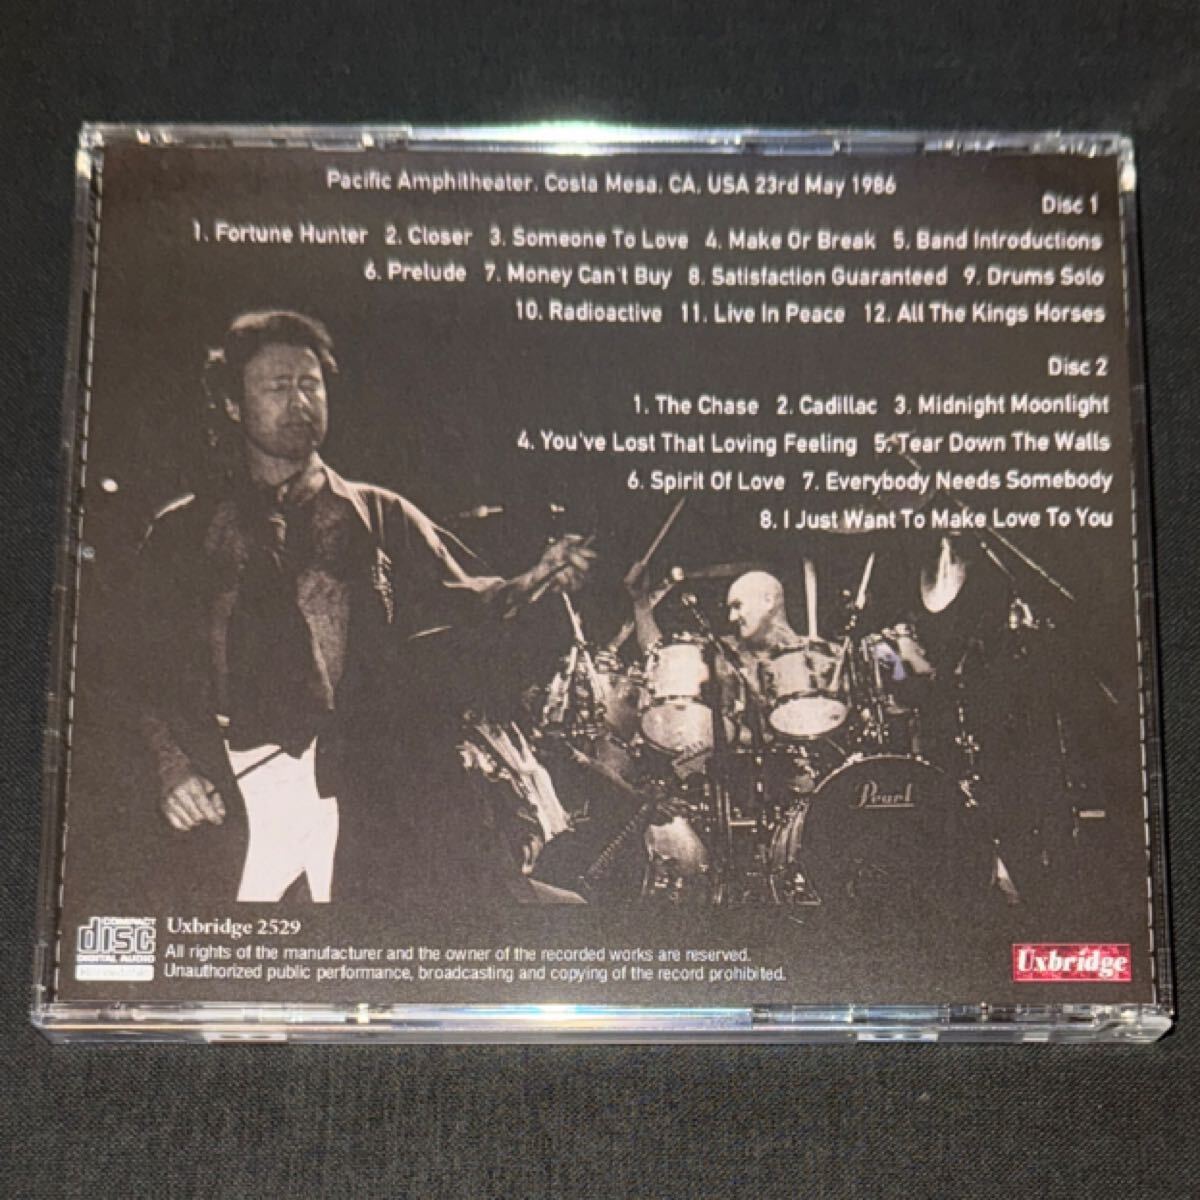 Pacific Amphitheater, Costa Mesa, CA, USA 23rd May 1986
Disc 1
1. Fortune Hunter 2. Closer 3. Someone To Love 4. Make Or Break 5. Band Introductions
6. Prelude 7. Money Can't Buy 8. Satisfaction Guaranteed 9. Drums Solo
10. Radioactive 11. Live In Peace 12. All The Kings Horses
Disc 2
1. The Chase 2. Cadillac 3. Midnight Moonlight
4. You've Lost That Loving Feeling 5. Tear Down The Walls
6. Spirit Of Love 7. Everybody Needs Somebody
8. I Just Want To Make Love To You
Pearl
COMPACT
disc
DIGITAL AUDIO
Uxbridge 2529
All rights of the manufacturer and the owner of the recorded works are reserved.
Unauthorized public performance, broadcasting and copying of the record prohibited.
Uxbridge